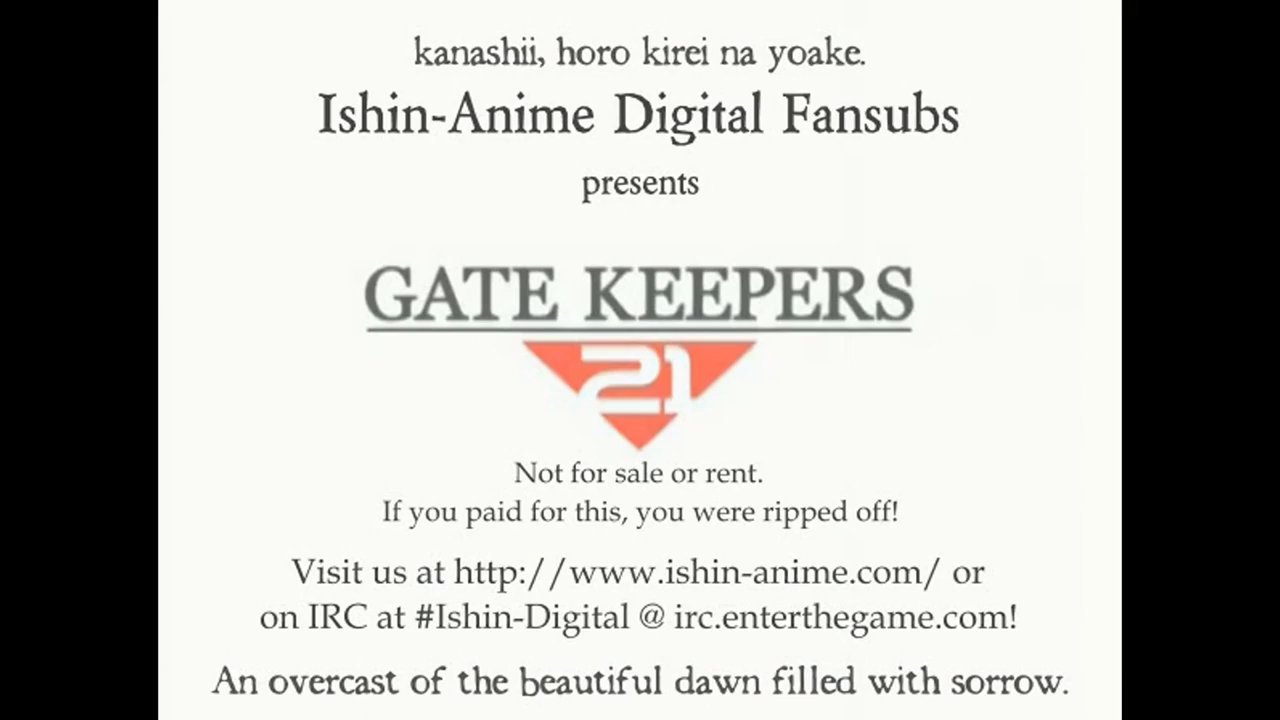 kanashii, horo kirei na yoake.
Ishin-Anime Digital Fansubs
presents
GATE KEEPERS
21
Not for sale or rent.
If you paid for this, you were ripped off!
Visit us at http://www.ishin-anime.com/ or
on IRC at #Ishin-Digital @ irc.enterthegame.com!
An overcast of the beautiful dawn filled with sorrow.